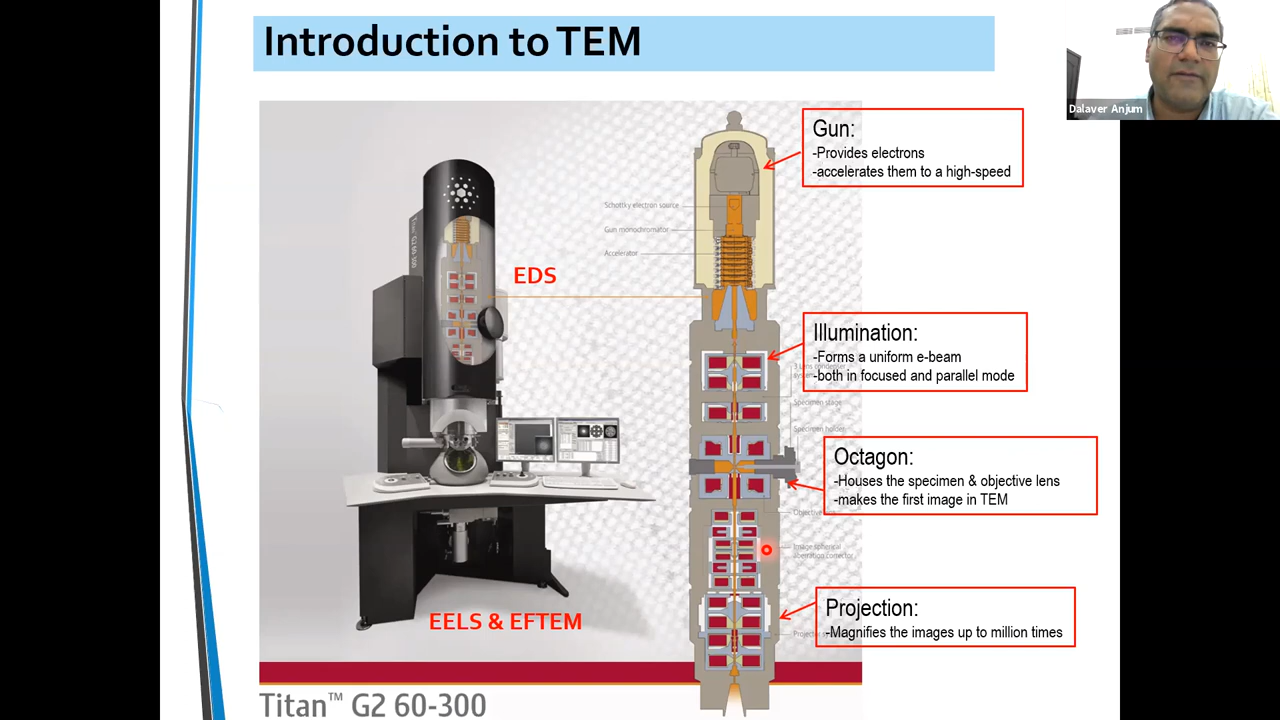 Introduction to TEM
Dalaver Anjum
Gun:
-Provides electrons
-accelerates them to a high-speed
Schottky electron source
Gun monochromator
Accelerator
EDS
Illumination:
-Forms a uniform e-beam
-both in focused and parallel mode
Specimen stage
Specimen holder
Octagon:
-Houses the specimen & objective lens
-makes the first image in TEM
Image spherical
aberration corrector
Projection:
-Magnifies the images up to million times
EELS & EFTEM
Titan™ G2 60-300